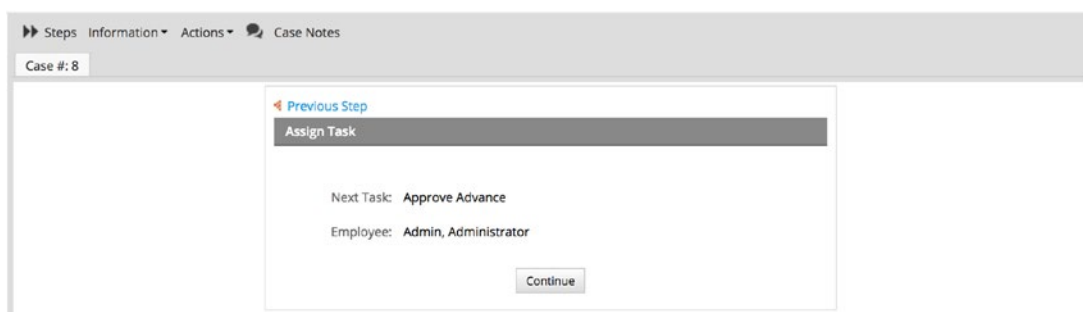 Steps Information Actions Case Notes
Case #: 8
Previous Step
Assign Task
Next Task: Approve Advance
Employee: Admin, Administrator
Continue